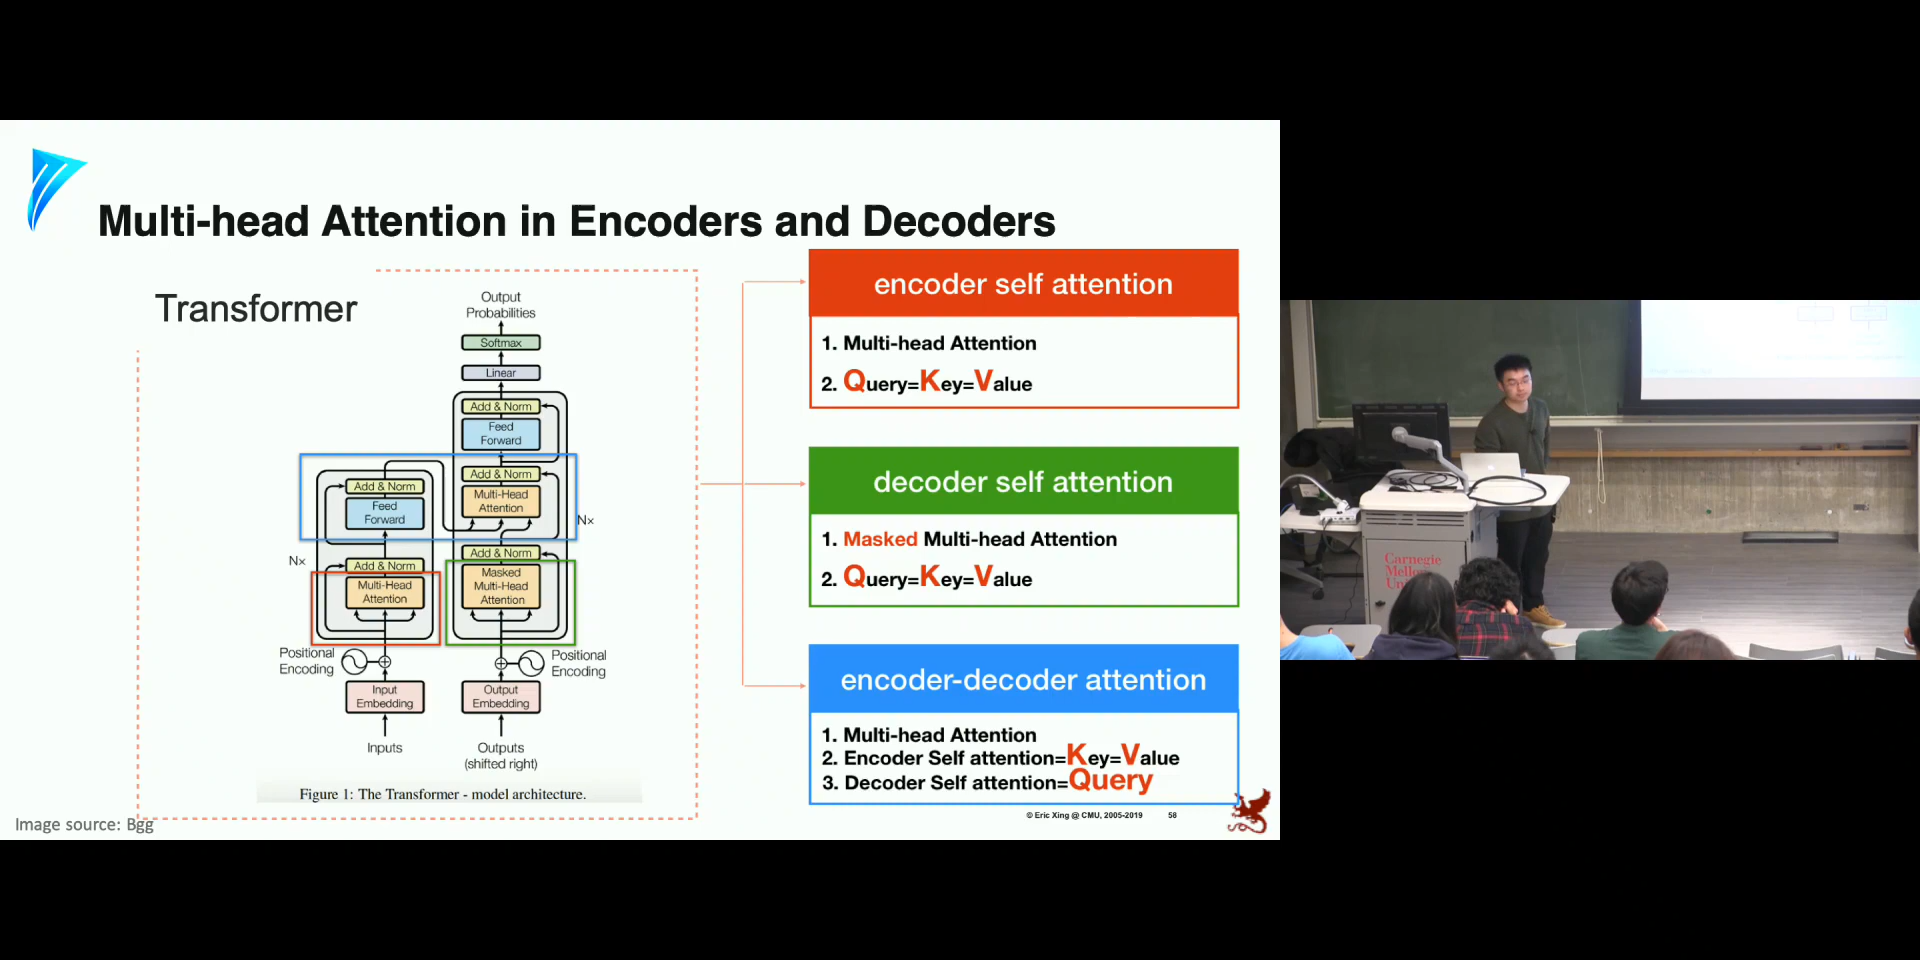 Multi-head Attention in Encoders and Decoders
Transformer
Output
Probabilities
Softmax
Linear
Add & Norm
Feed
Forward
Add & Norm
Multi-Head
Attention
Add & Norm
Feed
Forward
Nx
Add & Norm
Nx
Add & Norm
Masked
Multi-Head
Attention
Multi-Head
Attention
Positional
Encoding
Positional
Encoding
Input
Embedding
Output
Embedding
Inputs
Outputs
(shifted right)
Figure 1: The Transformer - model architecture.
Image source: Bgg
encoder self attention
1. Multi-head Attention
2. Query=Key=Value
decoder self attention
1. Masked Multi-head Attention
2. Query=Key=Value
encoder-decoder attention
1. Multi-head Attention
2. Encoder Self attention=Key=Value
3. Decoder Self attention=Query
© Eric Xing @ CMU, 2005-2019 58
Carnegie